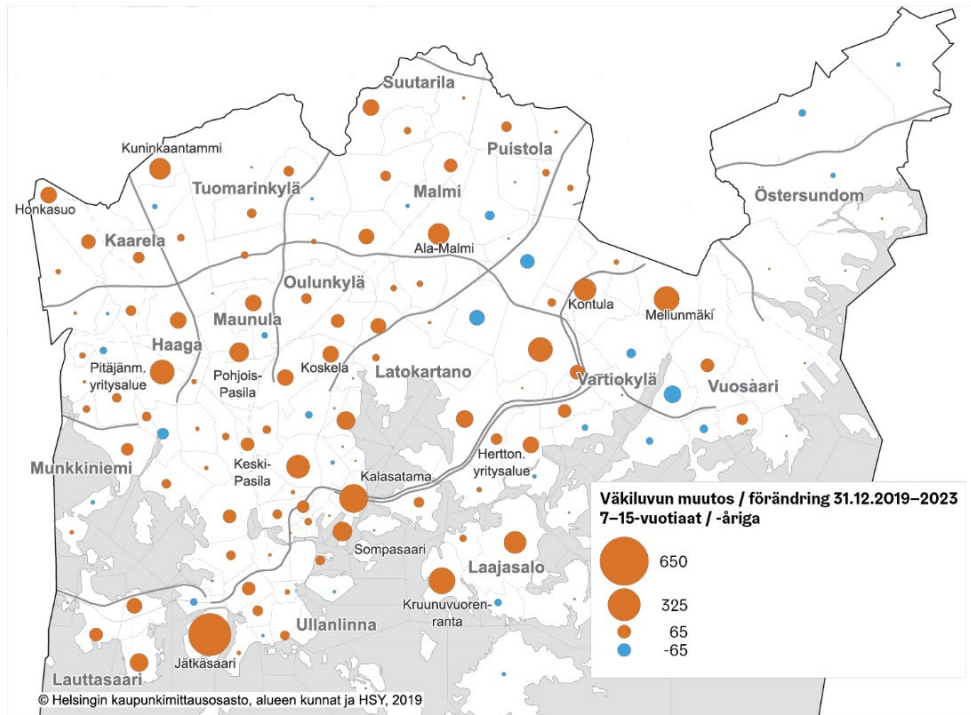 Suutarila
Kuninkaantammi
Puistola
Tuomarinkylä
Malmi
Östersundom
Honkasuo
Kaarela
Ala-Malmi
Oulunkylä
Kontula
Mellunmäki
Maunula
Haaga
Pitäjänm.
yritysalue
Pohjois-
Pasila
Koskela
Latokartano
Vartiokylä
Vuosaari
Munkkiniemi
Keski-
Pasila
Hertton.
yritysalue
Kalasatama
Sompasaari
Laajasalo
Kruunuvuoren-
ranta
Ullanlinna
Jätkäsaari
Lauttasaari
Väkiluvun muutos / förändring 31.12.2019–2023
7–15-vuotiaat / -åriga
650
325
65
-65
© Helsingin kaupunkimittausosasto, alueen kunnat ja HSY, 2019